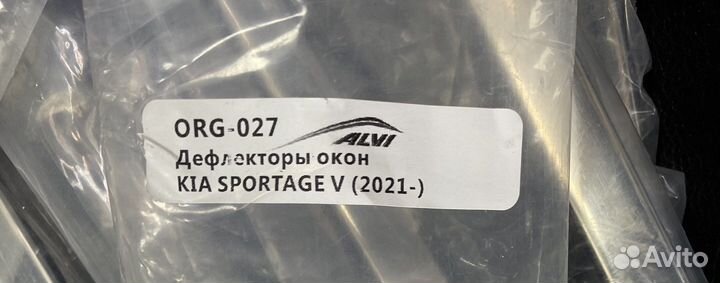 ORG-027
ALVI
Дефлекторы окон
KIA SPORTAGE V (2021-)
Avito